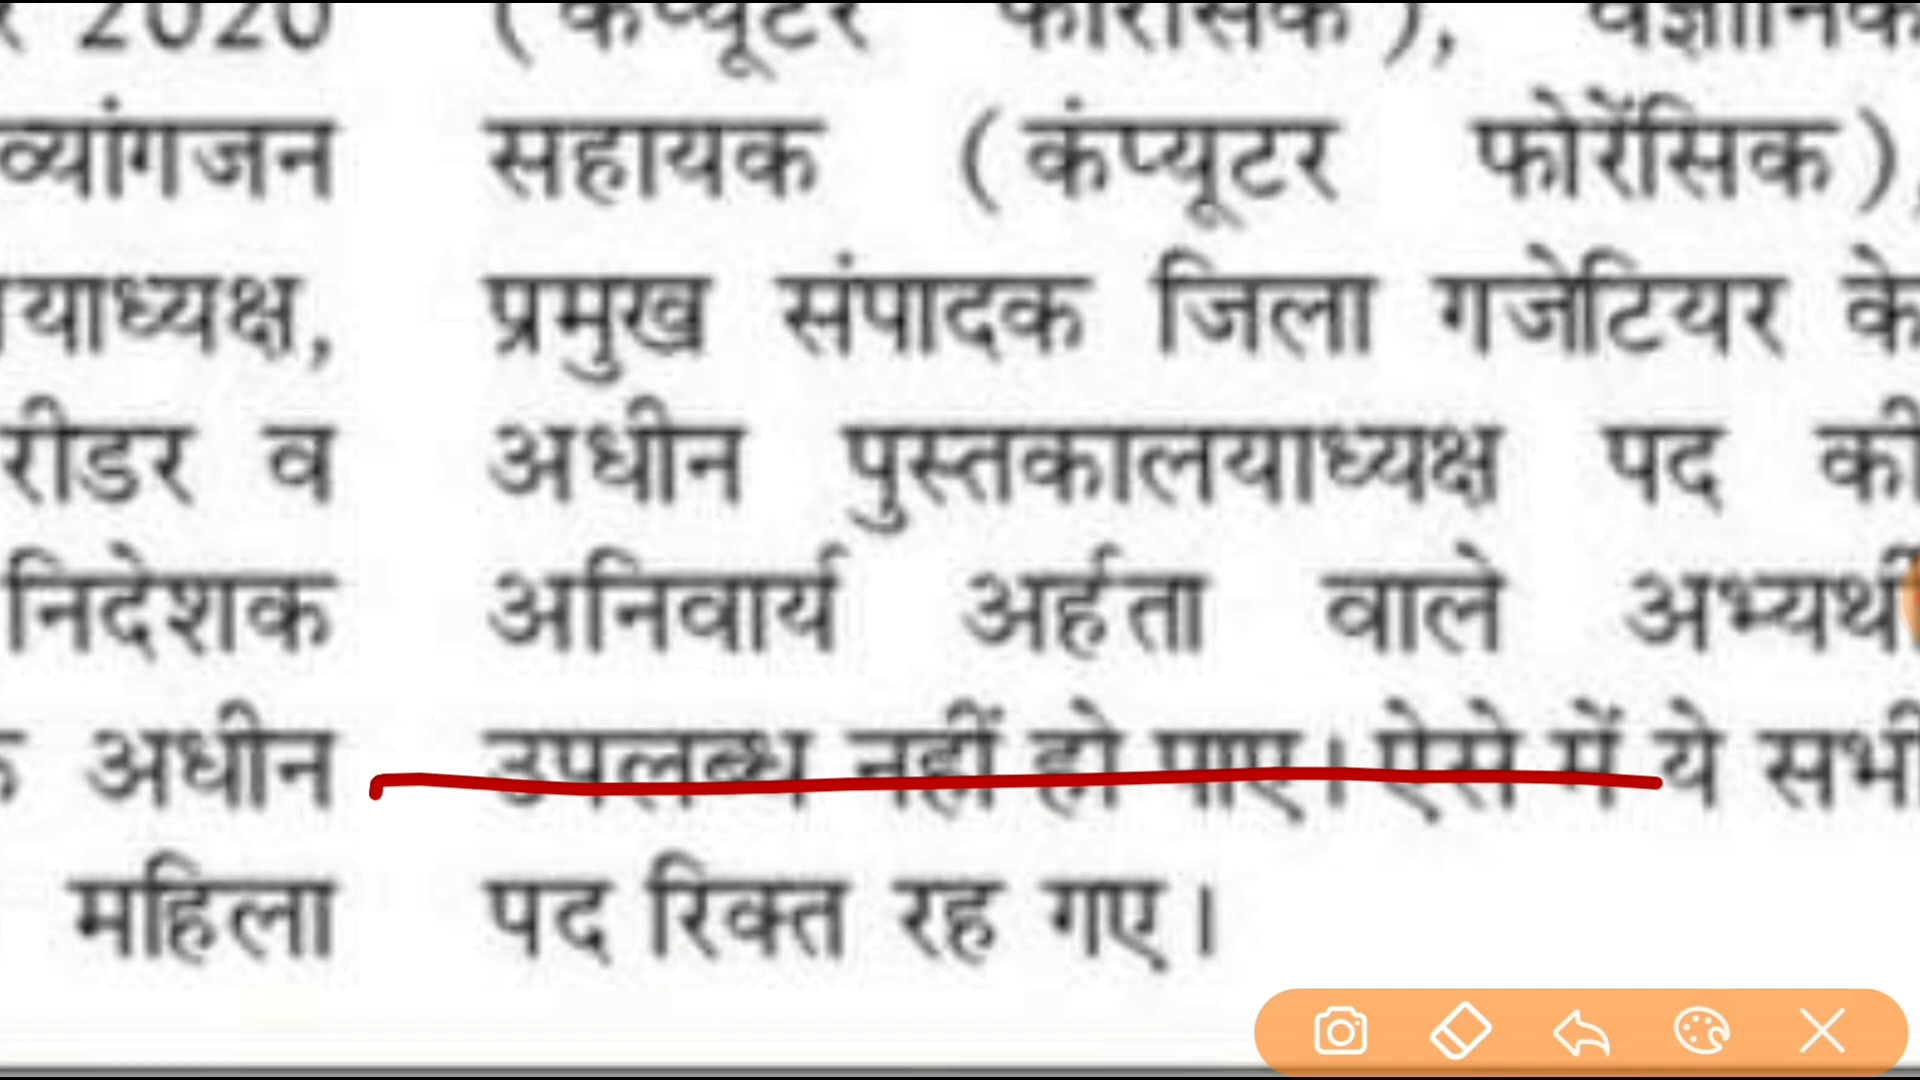 2020
व्यांगजन
याध्यक्ष,
रीडर व
निदेशक
अधीन
महिला
(कंप्यूटर फोरेंसिक), वैज्ञानिक
सहायक (कंप्यूटर फोरेंसिक),
प्रमुख संपादक जिला गजेटियर के
अधीन पुस्तकालयाध्यक्ष पद की
अनिवार्य अर्हता वाले अभ्यर्थी
उपलब्ध नहीं हो पाए। ऐसे में ये सभी
पद रिक्त रह गए।